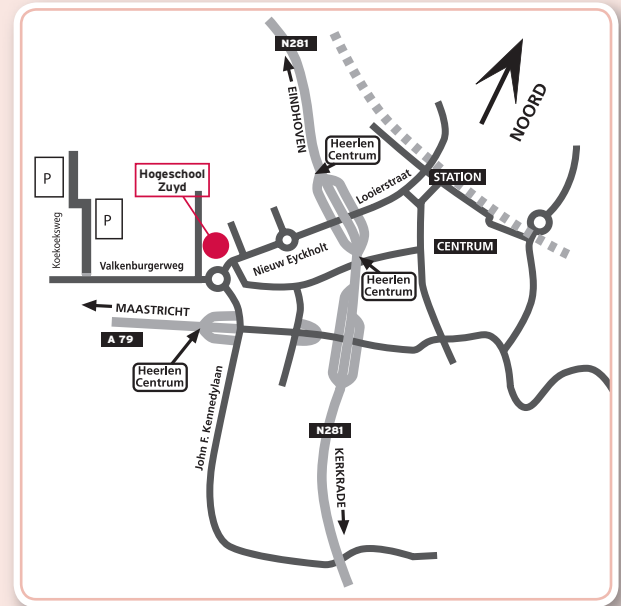 N281
EINDHOVEN
NOORD
Heerlen
Centrum
P
Hogeschool
Zuyd
Looierstraat
STATION
P
Koekoeksweg
Valkenburgerweg
Nieuw Eyckholt
CENTRUM
Heerlen
Centrum
MAASTRICHT
A 79
Heerlen
Centrum
John F. Kennedylaan
N281
KERKRADE